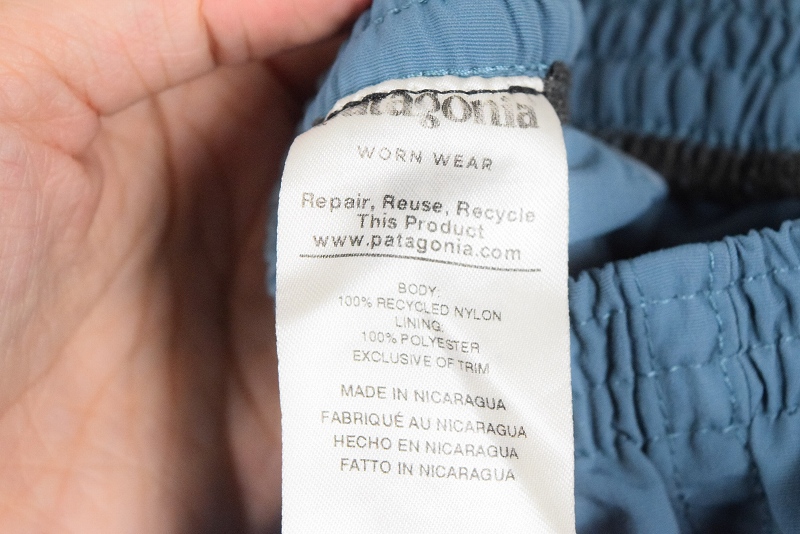 patagonia
WORN WEAR
Repair, Reuse, Recycle
This Product
www.patagonia.com
BODY:
100% RECYCLED NYLON
LINING:
100% POLYESTER
EXCLUSIVE OF TRIM
MADE IN NICARAGUA
FABRIQUÉ AU NICARAGUA
HECHO EN NICARAGUA
FATTO IN NICARAGUA